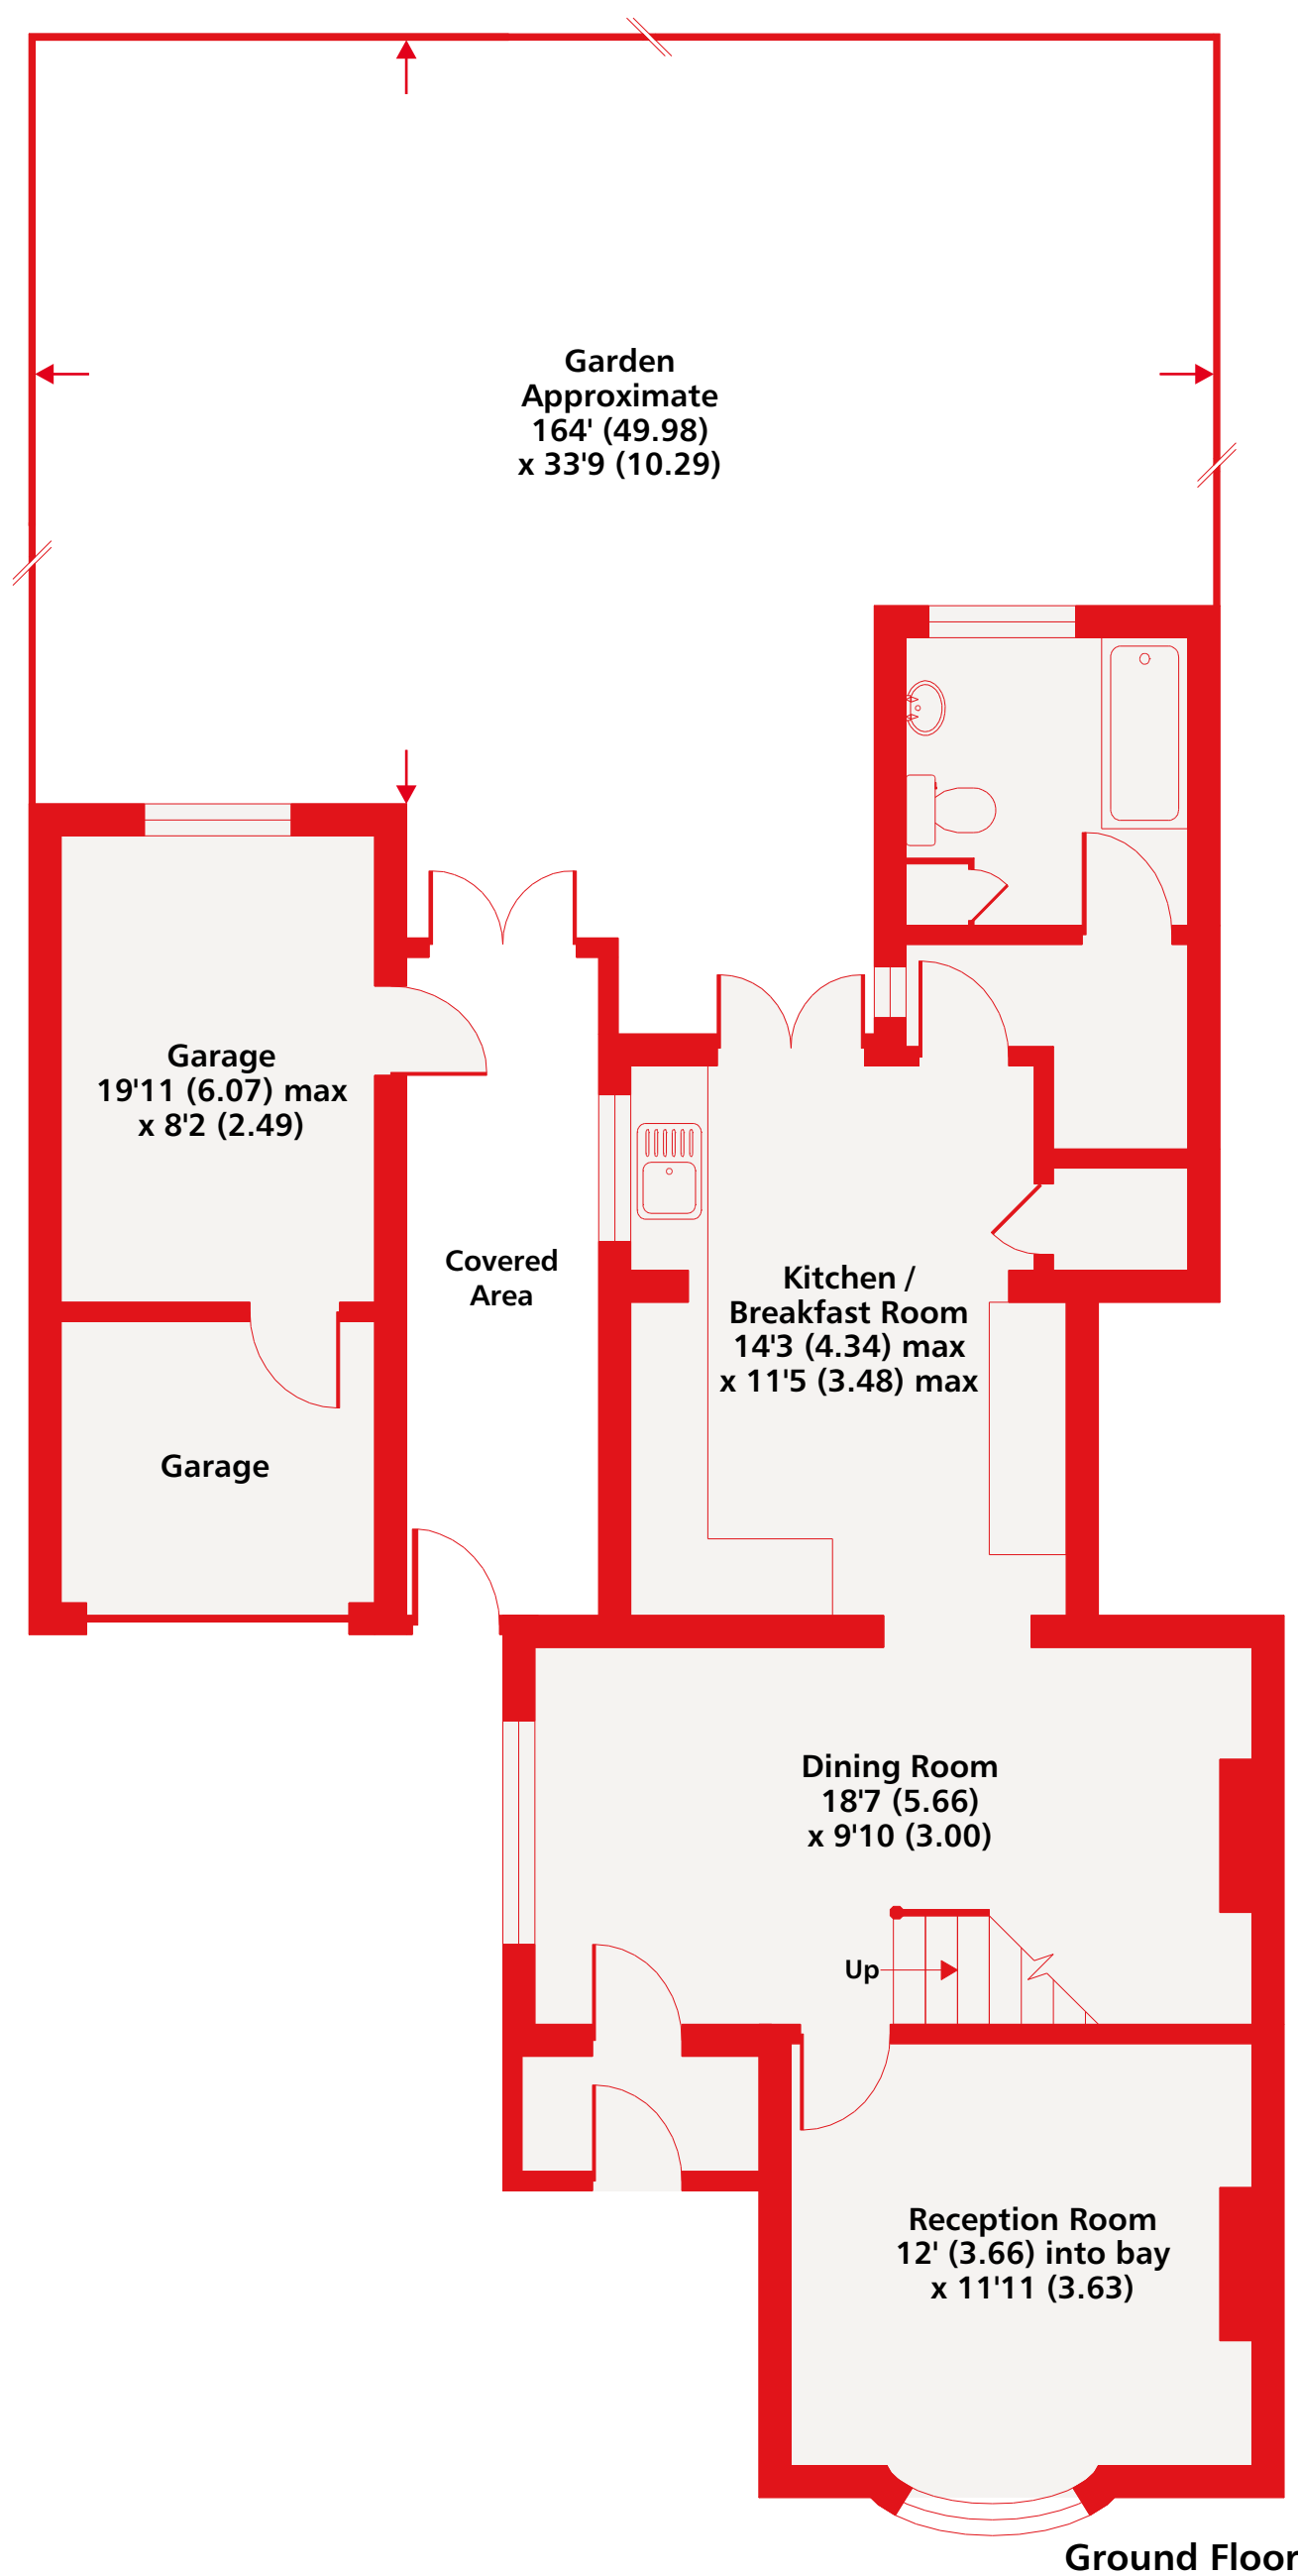 Garden
Approximate
164' (49.98)
x 33'9 (10.29)
Garage
19'11 (6.07) max
x 8'2 (2.49)
Covered
Area
Kitchen /
Breakfast Room
14'3 (4.34) max
x 11'5 (3.48) max
Garage
Dining Room
18'7 (5.66)
x 9'10 (3.00)
Up
Reception Room
12' (3.66) into bay
x 11'11 (3.63)
Ground Floor